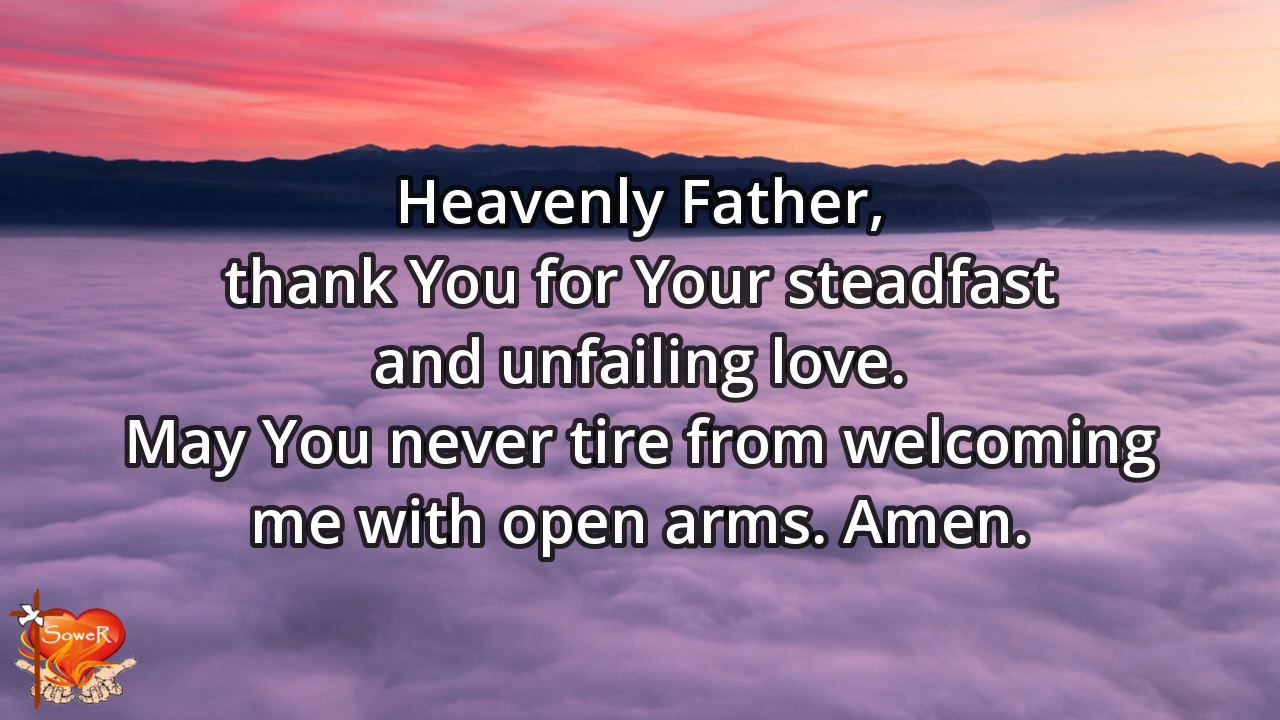 Heavenly Father,
thank You for Your steadfast
and unfailing love.
May You never tire from welcoming
me with open arms. Amen.
SoweR